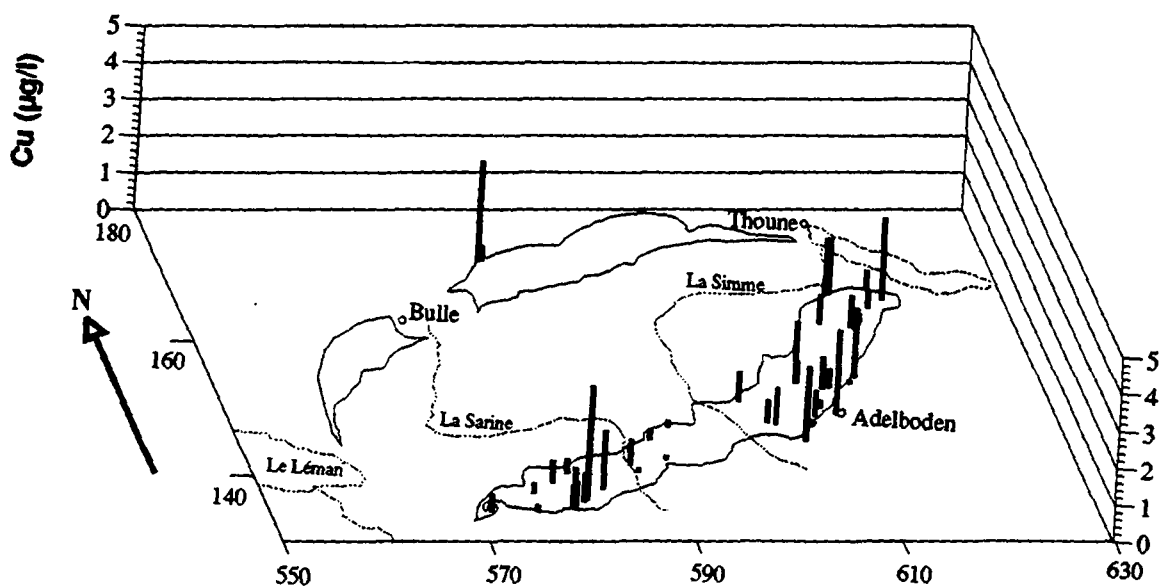 5
4
3
2
1
0
Cu (µg/l)
180
160
140
N
Thoune
La Simme
Bulle
La Sarine
Le Léman
Adelboden
5
4
3
2
1
0
550
570
590
610
630